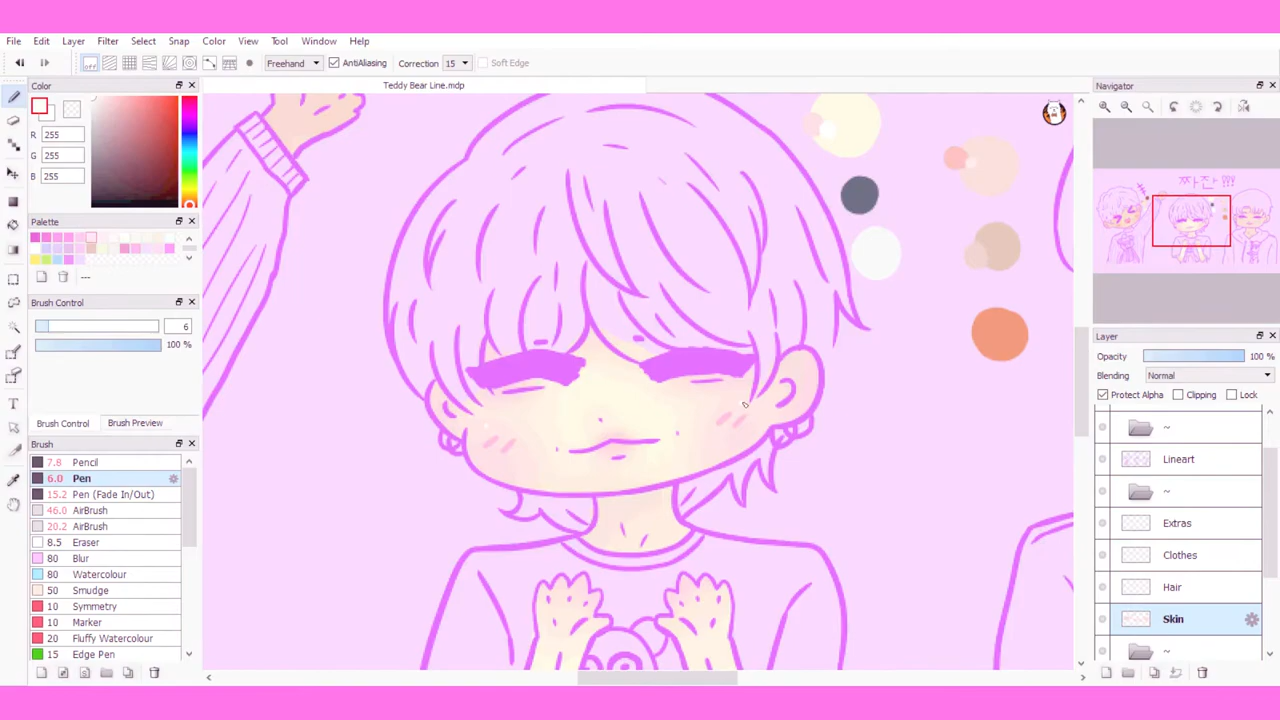 File Edit Layer Filter Select Snap Color View Tool Window Help
Freehand AntiAliasing Correction 15 Soft Edge
Color
Teddy Bear Line.mdp
Navigator
R 255
G 255
B 255
짜잔 !!!
Palette
---
Brush Control
6
100 %
Brush Control Brush Preview
Brush
7.8 Pencil
6.0 Pen
15.2 Pen (Fade In/Out)
46.0 AirBrush
20.2 AirBrush
8.5 Eraser
80 Blur
80 Watercolour
50 Smudge
10 Symmetry
10 Marker
20 Fluffy Watercolour
15 Edge Pen
Layer
Opacity 100 %
Blending Normal
Protect Alpha Clipping Lock
~
Lineart
~
Extras
Clothes
Hair
Skin
~